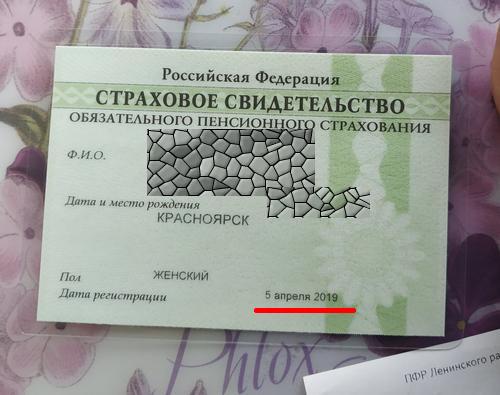 Российская Федерация
СТРАХОВОЕ СВИДЕТЕЛЬСТВО
ОБЯЗАТЕЛЬНОГО ПЕНСИОННОГО СТРАХОВАНИЯ
Ф.И.О.
Дата и место рождения
КРАСНОЯРСК
Пол ЖЕНСКИЙ
Дата регистрации 5 апреля 2019
Phlox
ПФР Ленинского